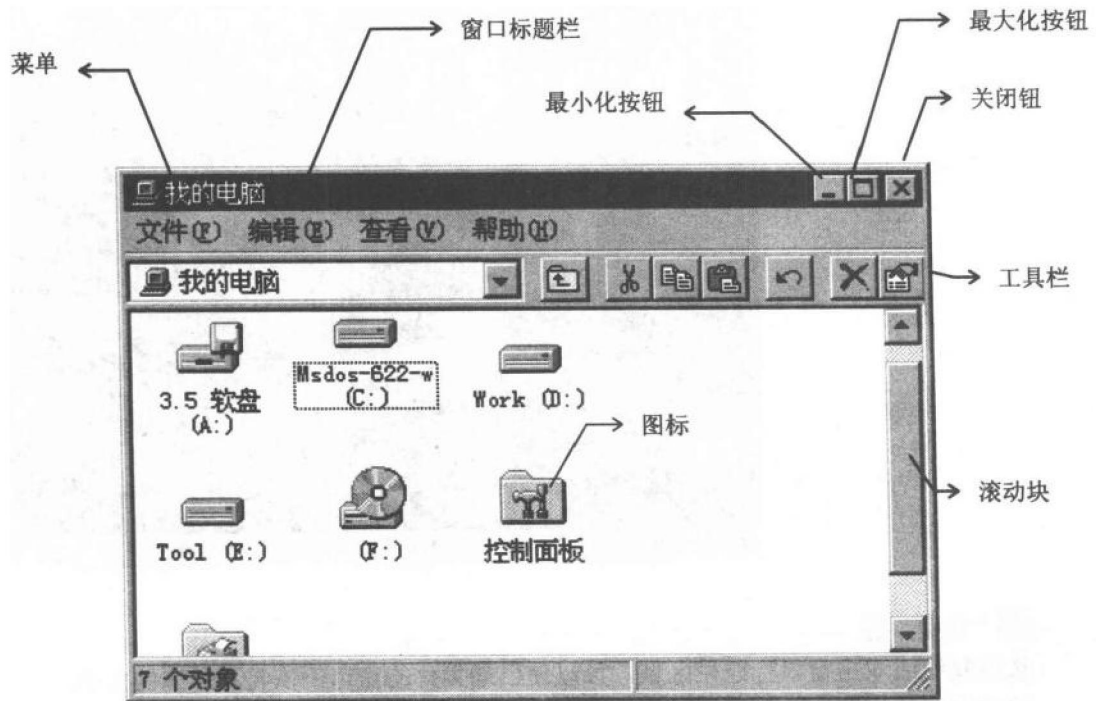 窗口标题栏
最大化按钮
菜单
最小化按钮
关闭钮
我的电脑
文件(F) 编辑(E) 查看(V) 帮助(H)
我的电脑
工具栏
3.5 软盘
(A:)
Msdos-622-w
(C:)
Work (D:)
图标
滚动块
Tool (E:)
(F:)
控制面板
7 个对象